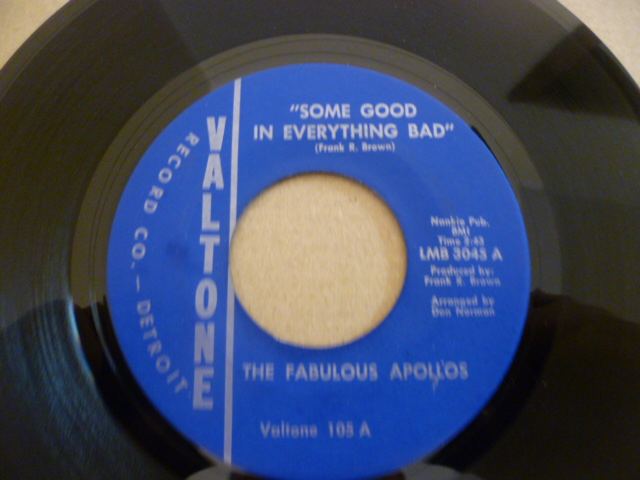 "SOME GOOD
IN EVERYTHING BAD"
(Frank R. Brown)
VALTONE
RECORD CO. - DETROIT
Nankie Pub.
BMI
Time 2:45
LMB 3045 A
Produced by:
Frank R. Brown
Arranged by
Don Norman
THE FABULOUS APOLLOS
Valtone 105 A